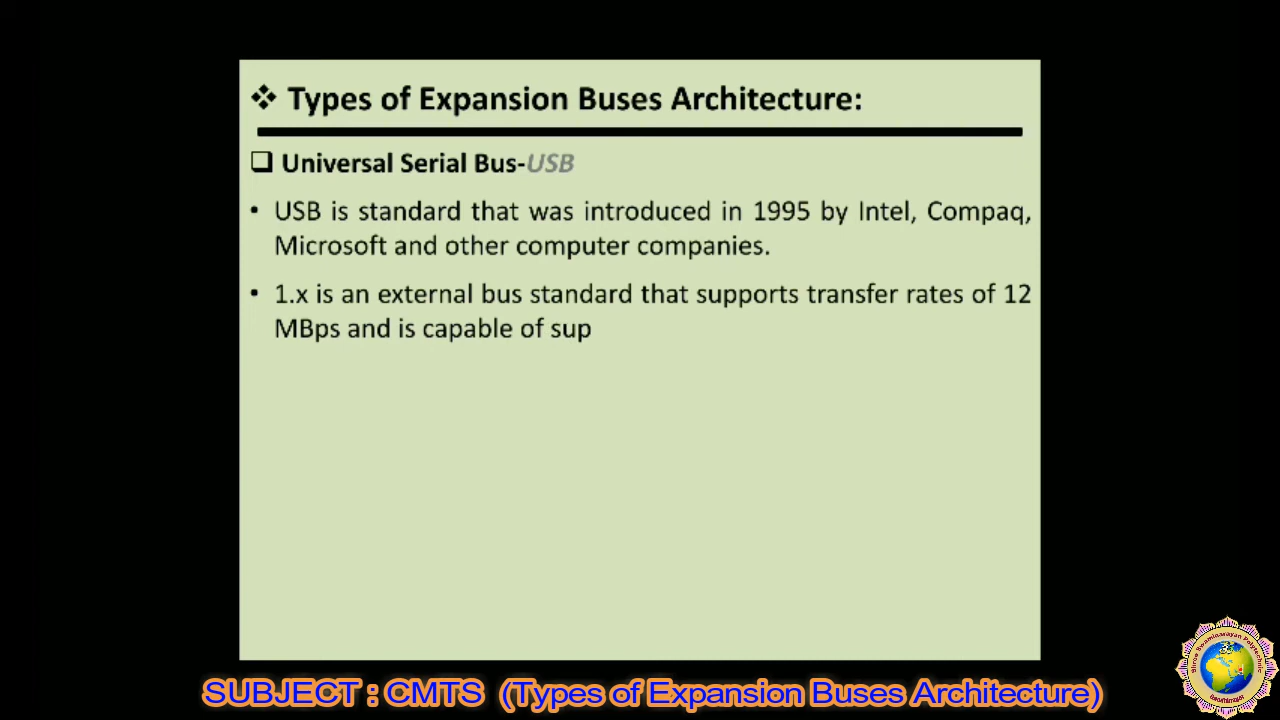 ❖ Types of Expansion Buses Architecture:
❑ Universal Serial Bus-USB
• USB is standard that was introduced in 1995 by Intel, Compaq,
Microsoft and other computer companies.
• 1.x is an external bus standard that supports transfer rates of 12
MBps and is capable of sup
SUBJECT : CMTS (Types of Expansion Buses Architecture)